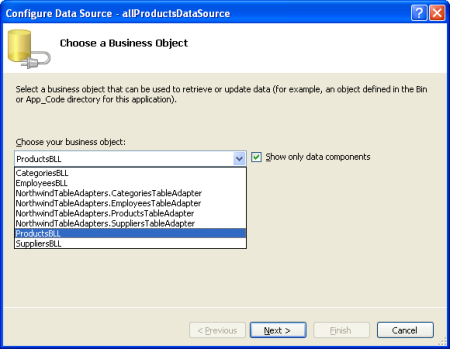 Configure Data Source - allProductsDataSource
Choose a Business Object
Select a business object that can be used to retrieve or update data (for example, an object defined in the Bin
or App_Code directory for this application).
Choose your business object:
ProductsBLL
Show only data components
CategoriesBLL
EmployeesBLL
NorthwindTableAdapters.CategoriesTableAdapter
NorthwindTableAdapters.EmployeesTableAdapter
NorthwindTableAdapters.ProductsTableAdapter
NorthwindTableAdapters.SuppliersTableAdapter
ProductsBLL
SuppliersBLL
< Previous
Next >
Finish
Cancel